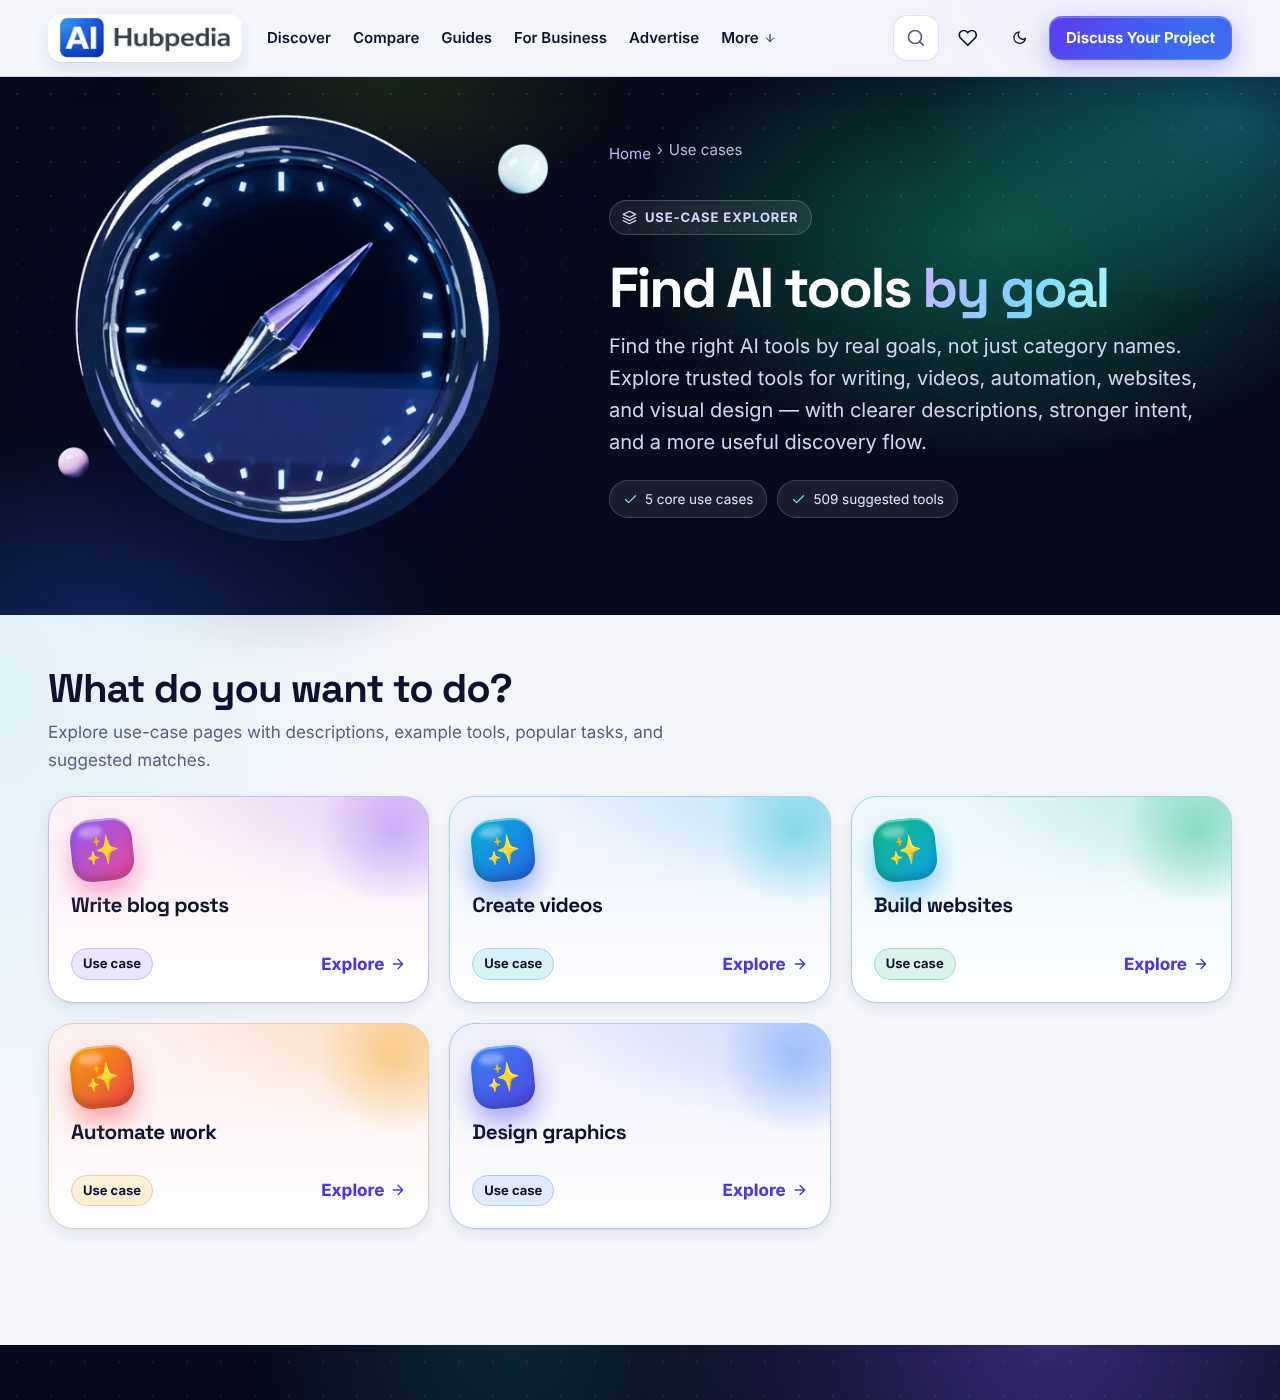 AI Hubpedia
Discover
Compare
Guides
For Business
Advertise
More ↓
Discuss Your Project
Home › Use cases
USE-CASE EXPLORER
Find AI tools by goal
Find the right AI tools by real goals, not just category names.
Explore trusted tools for writing, videos, automation, websites,
and visual design — with clearer descriptions, stronger intent,
and a more useful discovery flow.
5 core use cases
509 suggested tools
What do you want to do?
Explore use-case pages with descriptions, example tools, popular tasks, and
suggested matches.
Write blog posts
Use case
Explore →
Create videos
Use case
Explore →
Build websites
Use case
Explore →
Automate work
Use case
Explore →
Design graphics
Use case
Explore →